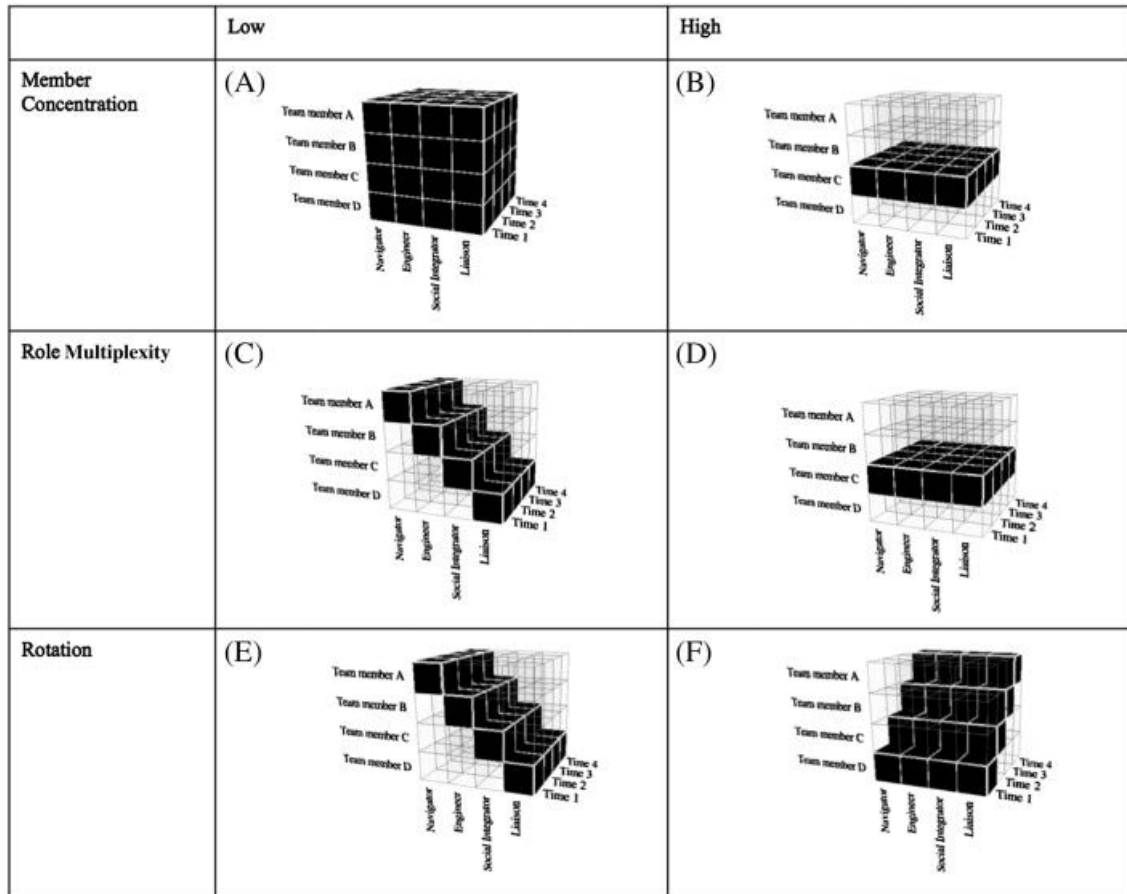 Low
High
Member
Concentration
(A)
Team member A
Team member B
Team member C
Team member D
Time 4
Time 3
Time 2
Time 1
Navigator
Engineer
Social Integrator
Liaison
(B)
Team member A
Team member B
Team member C
Team member D
Time 4
Time 3
Time 2
Time 1
Navigator
Engineer
Social Integrator
Liaison
Role Multiplexity
(C)
Team member A
Team member B
Team member C
Team member D
Time 4
Time 3
Time 2
Time 1
Navigator
Engineer
Social Integrator
Liaison
(D)
Team member A
Team member B
Team member C
Team member D
Time 4
Time 3
Time 2
Time 1
Navigator
Engineer
Social Integrator
Liaison
Rotation
(E)
Team member A
Team member B
Team member C
Team member D
Time 4
Time 3
Time 2
Time 1
Navigator
Engineer
Social Integrator
Liaison
(F)
Team member A
Team member B
Team member C
Team member D
Time 4
Time 3
Time 2
Time 1
Navigator
Engineer
Social Integrator
Liaison